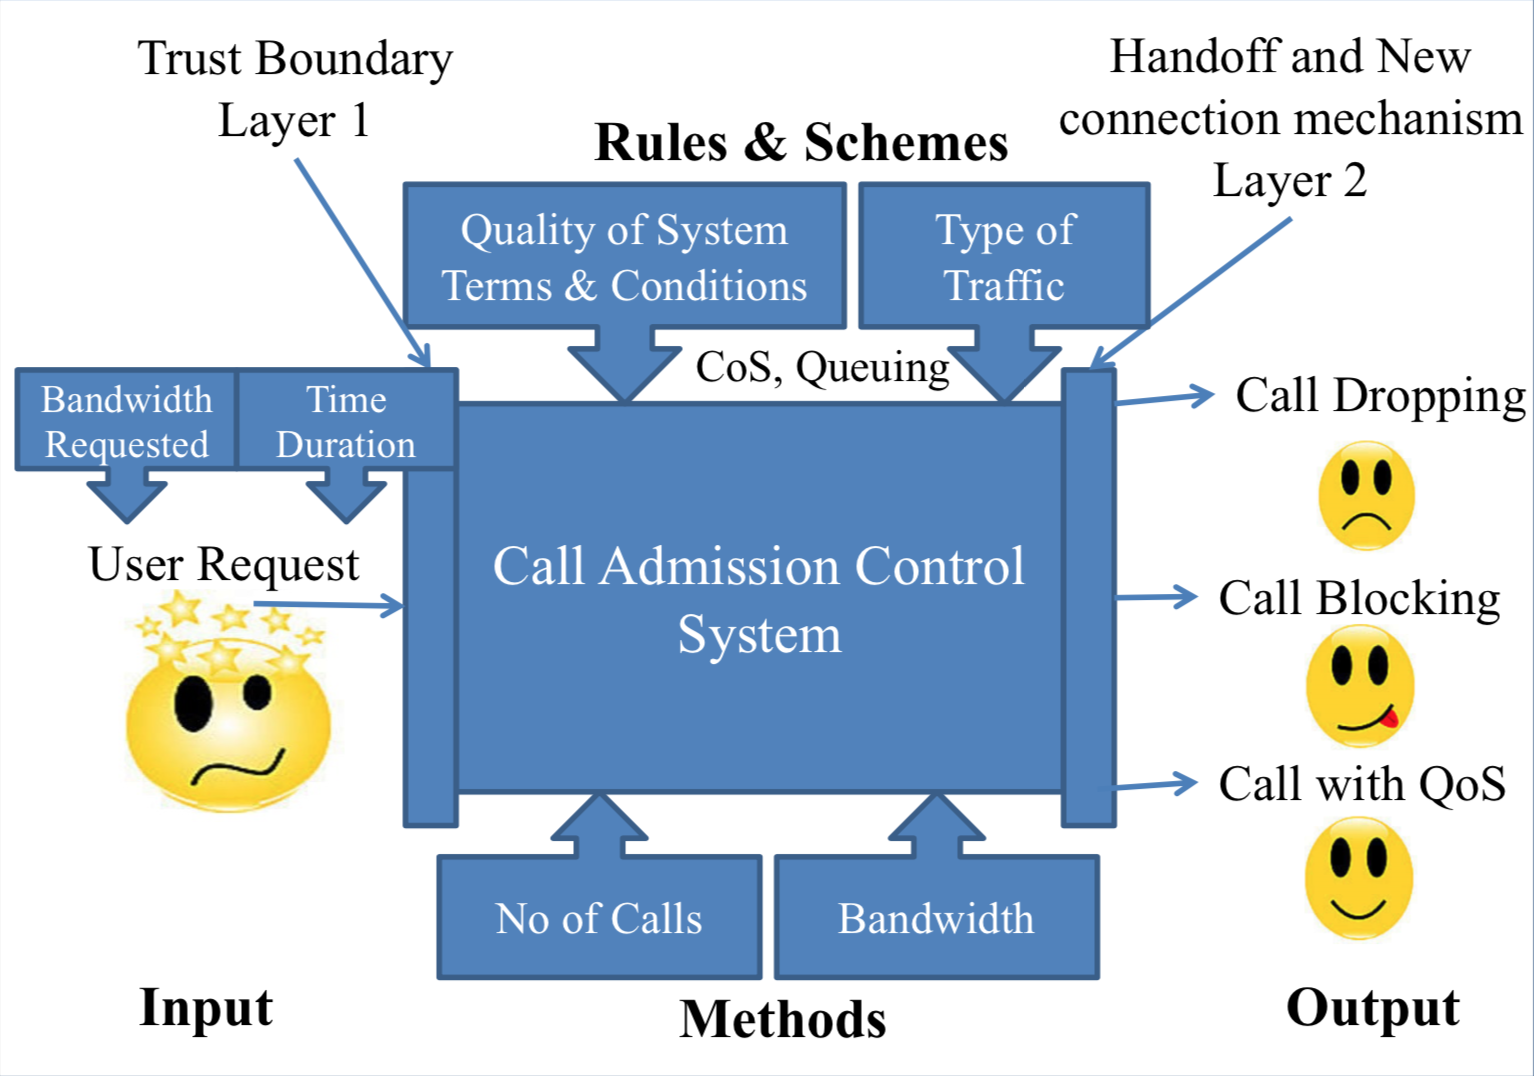 Trust Boundary
Layer 1
Handoff and New
connection mechanism
Layer 2
Rules & Schemes
Quality of System
Terms & Conditions
Type of
Traffic
CoS, Queuing
Bandwidth
Requested
Time
Duration
User Request
Call Admission Control
System
Call Dropping
Call Blocking
Call with QoS
No of Calls
Bandwidth
Input
Methods
Output